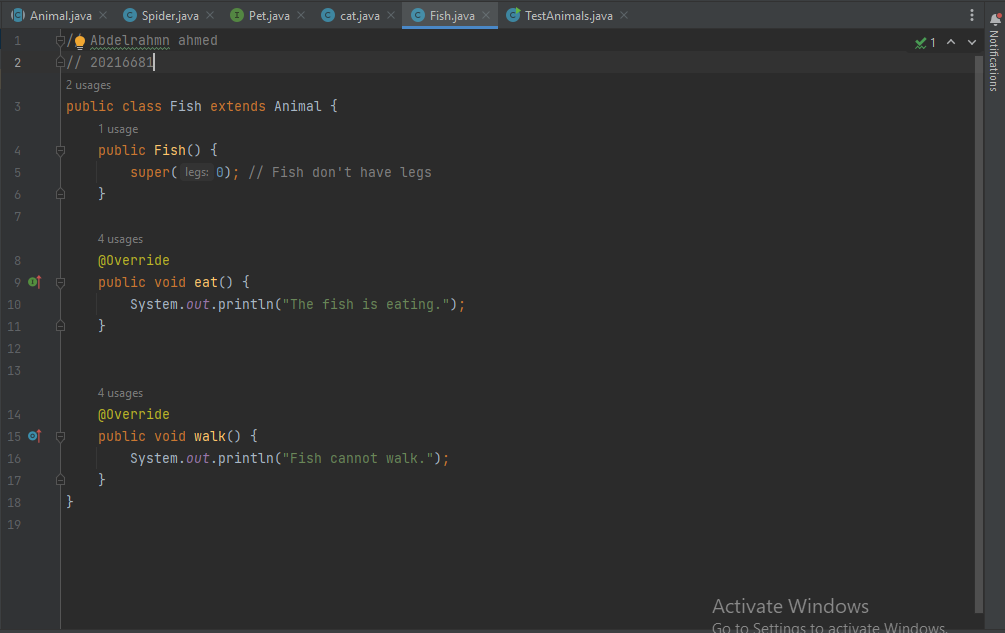 Animal.java Spider.java Pet.java cat.java Fish.java TestAnimals.java
1 / Abdelrahmn ahmed 1
2 // 20216681
2 usages
3 public class Fish extends Animal {
1 usage
4 public Fish() {
5 super( legs: 0); // Fish don't have legs
6 }
7
4 usages
8 @Override
9 public void eat() {
10 System.out.println("The fish is eating.");
11 }
12
13
4 usages
14 @Override
15 public void walk() {
16 System.out.println("Fish cannot walk.");
17 }
18 }
19
Notifications
Activate Windows
Go to Settings to activate Windows.